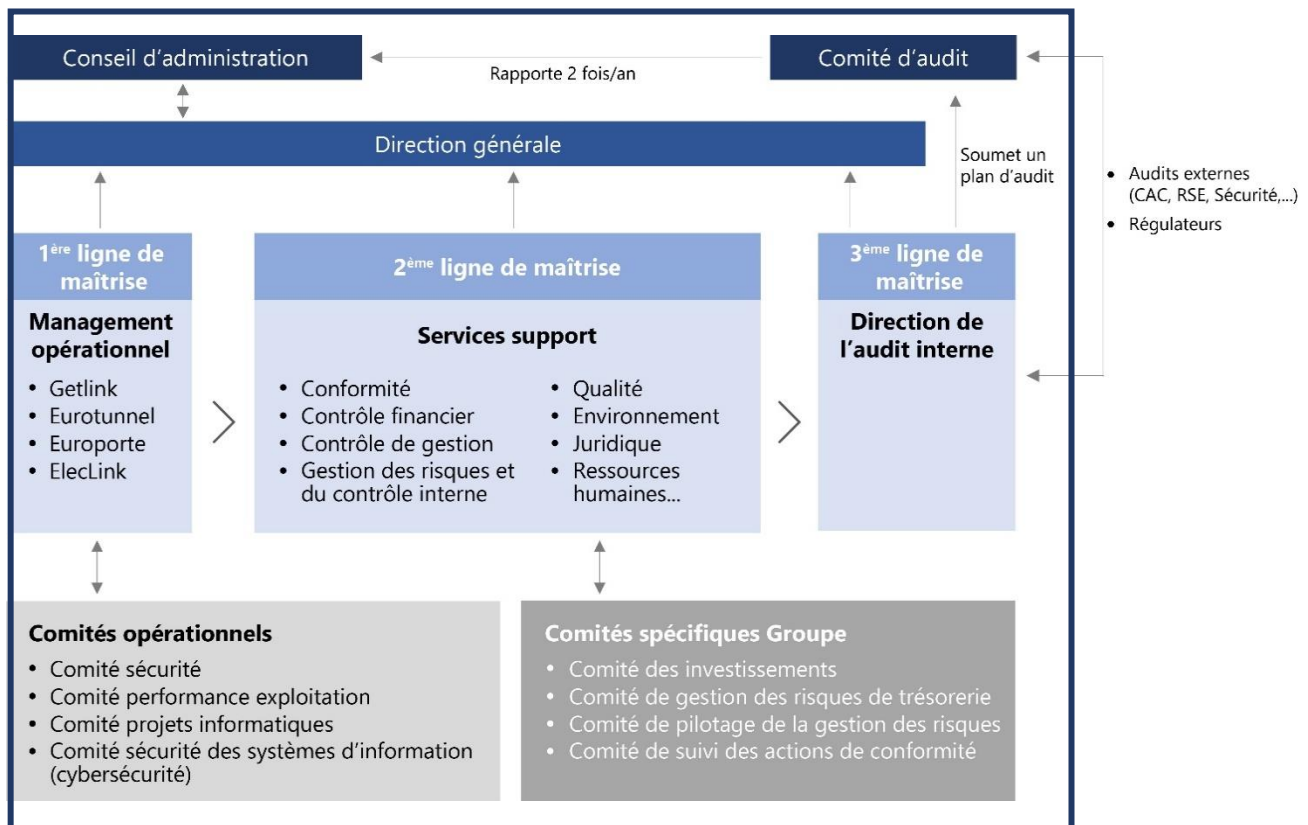 Conseil d’administration
Comité d’audit
Rapporte 2 fois/an
Direction générale
Soumet un
plan d’audit
• Audits externes
(CAC, RSE, Sécurité,...)
• Régulateurs
1ère ligne de
maîtrise
Management
opérationnel
• Getlink
• Eurotunnel
• Europorte
• ElecLink
2ème ligne de maîtrise
Services support
• Conformité
• Contrôle financier
• Contrôle de gestion
• Gestion des risques et
du contrôle interne
• Qualité
• Environnement
• Juridique
• Ressources
humaines...
3ème ligne de
maîtrise
Direction de
l’audit interne
Comités opérationnels
• Comité sécurité
• Comité performance exploitation
• Comité projets informatiques
• Comité sécurité des systèmes d’information
(cybersécurité)
Comités spécifiques Groupe
• Comité des investissements
• Comité de gestion des risques de trésorerie
• Comité de pilotage de la gestion des risques
• Comité de suivi des actions de conformité